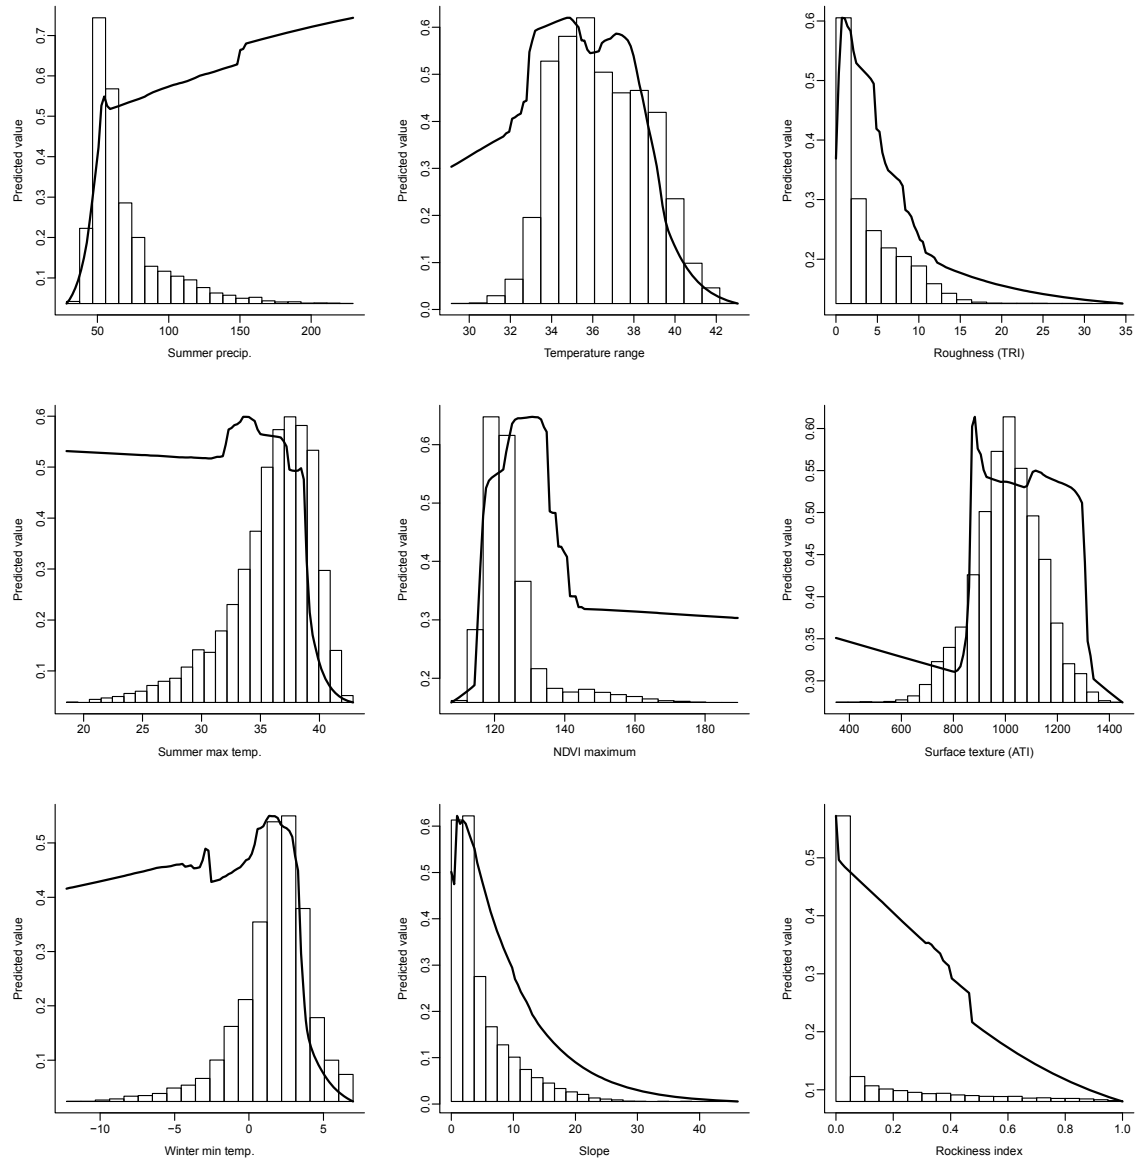 0.1 0.2 0.3 0.4 0.5 0.6 0.7
Predicted value
50 100 150 200
Summer precip.
0.0 0.1 0.2 0.3 0.4 0.5 0.6
Predicted value
30 32 34 36 38 40 42
Temperature range
0.2 0.3 0.4 0.5 0.6
Predicted value
0 5 10 15 20 25 30 35
Roughness (TRI)
0.1 0.2 0.3 0.4 0.5 0.6
Predicted value
20 25 30 35 40
Summer max temp.
0.2 0.3 0.4 0.5 0.6
Predicted value
120 140 160 180
NDVI maximum
0.30 0.35 0.40 0.45 0.50 0.55 0.60
Predicted value
400 600 800 1000 1200 1400
Surface texture (ATI)
0.1 0.2 0.3 0.4 0.5
Predicted value
−10 −5 0 5
Winter min temp.
0.0 0.1 0.2 0.3 0.4 0.5 0.6
Predicted value
0 10 20 30 40
Slope
0.1 0.2 0.3 0.4 0.5
Predicted value
0.0 0.2 0.4 0.6 0.8 1.0
Rockiness index